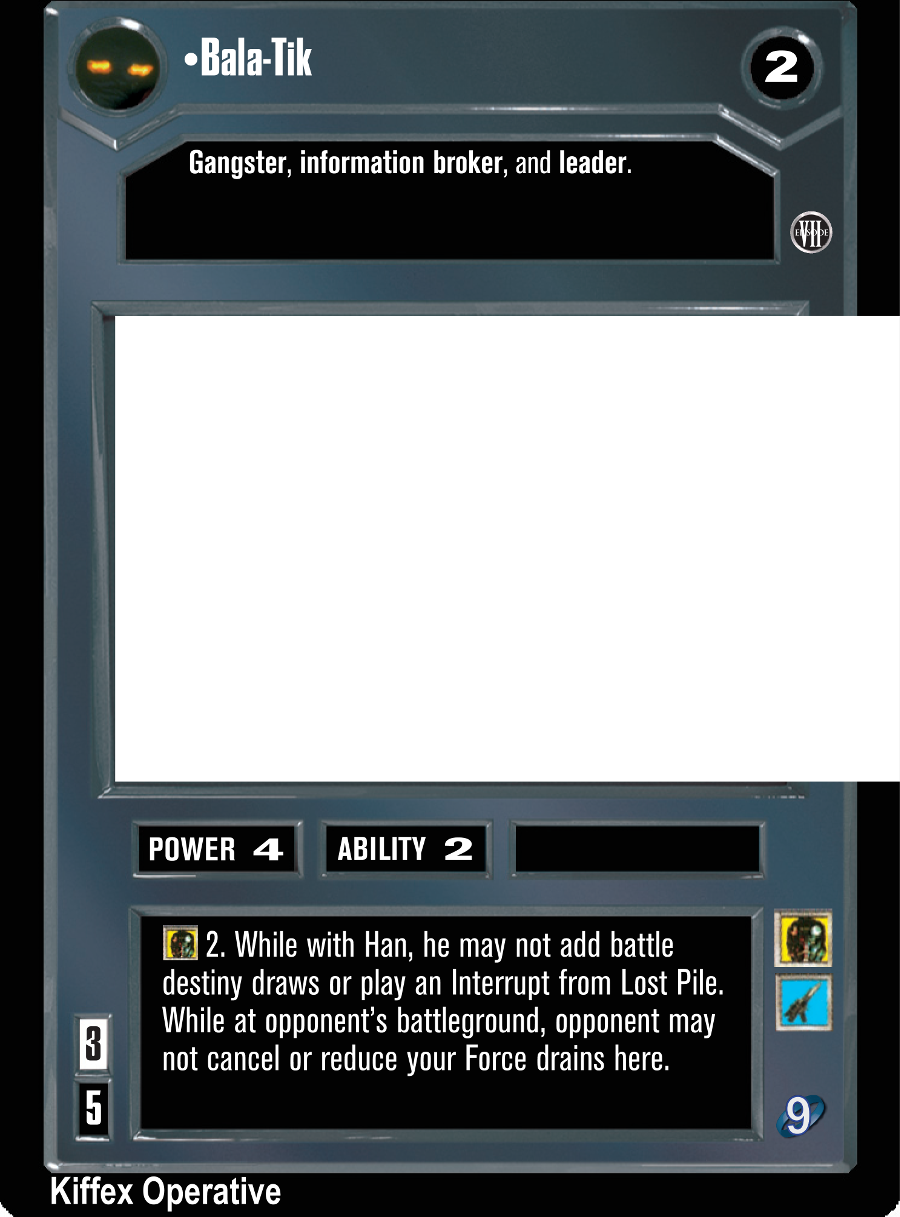 •Bala-Tik
2
Gangster, information broker, and leader.
EPISODE
VII
POWER 4
ABILITY 2
2. While with Han, he may not add battle
destiny draws or play an Interrupt from Lost Pile.
While at opponent’s battleground, opponent may
not cancel or reduce your Force drains here.
3
5
9
Kiffex Operative